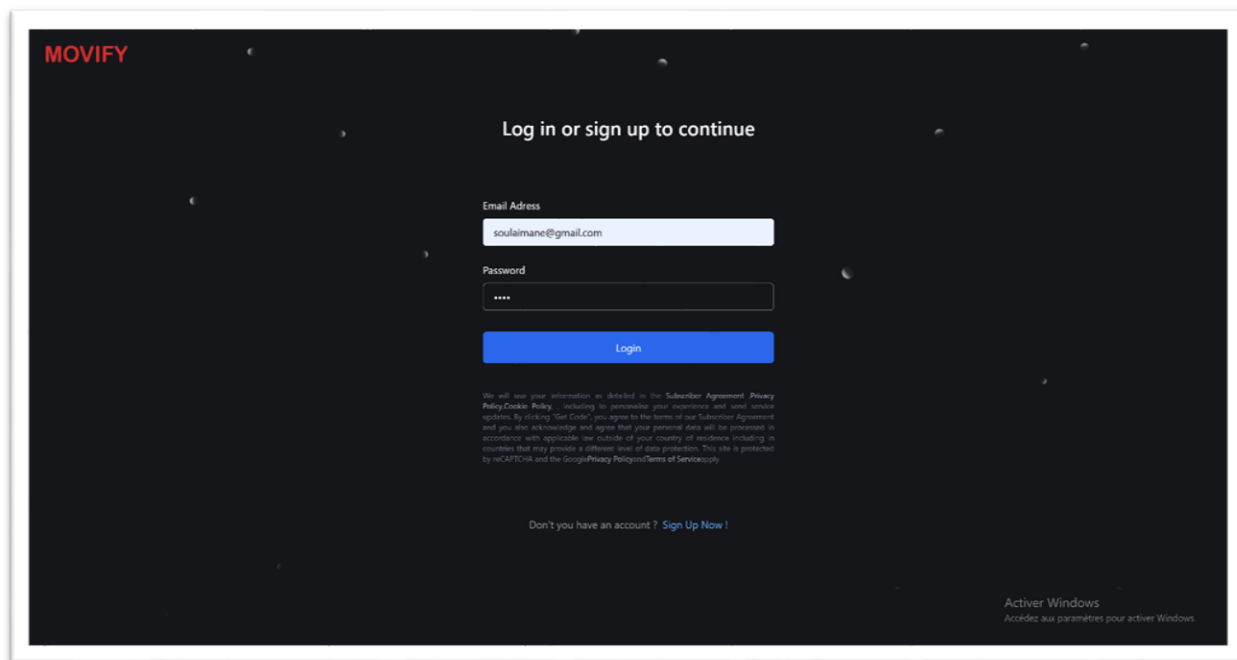 MOVIFY
Log in or sign up to continue
Email Adress
soulaimane@gmail.com
Password
••••
Login
We will use your information as detailed in the Subscriber Agreement ,Privacy
Policy,Cookie Policy, , including to personalise your experience and send service
updates. By clicking "Get Code", you agree to the terms of our Subscriber Agreement
and you also acknowledge and agree that your personal data will be processed in
accordance with applicable law outside of your country of residence including in
countries that may provide a different level of data protection. This site is protected
by reCAPTCHA and the GooglePrivacy PolicyandTerms of Serviceapply
Don't you have an account ? Sign Up Now !
Activer Windows
Accédez aux paramètres pour activer Windows.